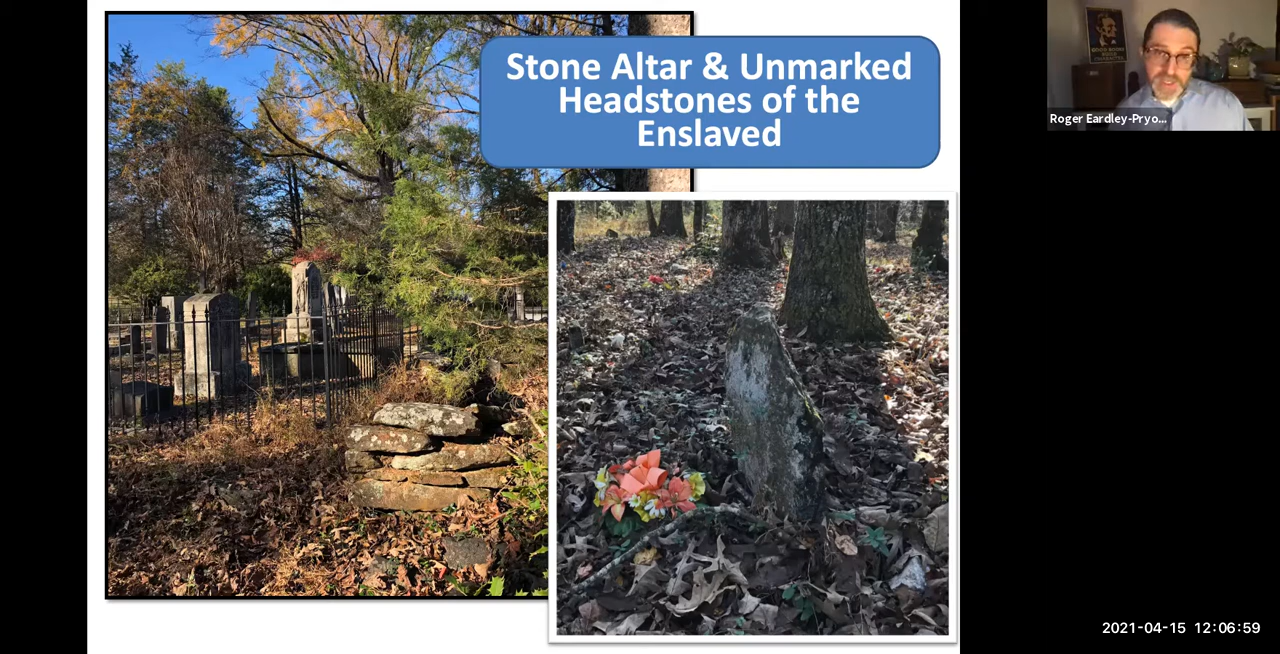 Stone Altar & Unmarked
Headstones of the
Enslaved
Roger Eardley-Pryo...
2021-04-15 12:06:59